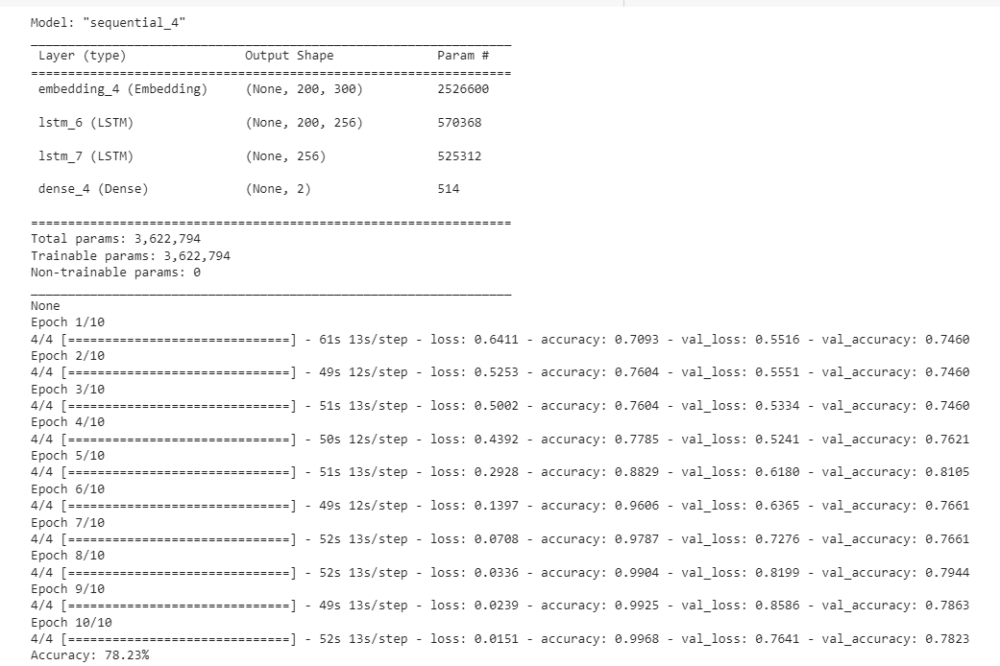 Model: "sequential_4"
_________________________________________________________________
Layer (type) Output Shape Param #
=================================================================
embedding_4 (Embedding) (None, 200, 300) 2526600
lstm_6 (LSTM) (None, 200, 256) 570368
lstm_7 (LSTM) (None, 256) 525312
dense_4 (Dense) (None, 2) 514
=================================================================
Total params: 3,622,794
Trainable params: 3,622,794
Non-trainable params: 0
_________________________________________________________________
None
Epoch 1/10
4/4 [==============================] - 61s 13s/step - loss: 0.6411 - accuracy: 0.7093 - val_loss: 0.5516 - val_accuracy: 0.7460
Epoch 2/10
4/4 [==============================] - 49s 12s/step - loss: 0.5253 - accuracy: 0.7604 - val_loss: 0.5551 - val_accuracy: 0.7460
Epoch 3/10
4/4 [==============================] - 51s 13s/step - loss: 0.5002 - accuracy: 0.7604 - val_loss: 0.5334 - val_accuracy: 0.7460
Epoch 4/10
4/4 [==============================] - 50s 12s/step - loss: 0.4392 - accuracy: 0.7785 - val_loss: 0.5241 - val_accuracy: 0.7621
Epoch 5/10
4/4 [==============================] - 51s 13s/step - loss: 0.2928 - accuracy: 0.8829 - val_loss: 0.6180 - val_accuracy: 0.8105
Epoch 6/10
4/4 [==============================] - 49s 12s/step - loss: 0.1397 - accuracy: 0.9606 - val_loss: 0.6365 - val_accuracy: 0.7661
Epoch 7/10
4/4 [==============================] - 52s 13s/step - loss: 0.0708 - accuracy: 0.9787 - val_loss: 0.7276 - val_accuracy: 0.7661
Epoch 8/10
4/4 [==============================] - 52s 13s/step - loss: 0.0336 - accuracy: 0.9904 - val_loss: 0.8199 - val_accuracy: 0.7944
Epoch 9/10
4/4 [==============================] - 49s 13s/step - loss: 0.0239 - accuracy: 0.9925 - val_loss: 0.8586 - val_accuracy: 0.7863
Epoch 10/10
4/4 [==============================] - 52s 13s/step - loss: 0.0151 - accuracy: 0.9968 - val_loss: 0.7641 - val_accuracy: 0.7823
Accuracy: 78.23%